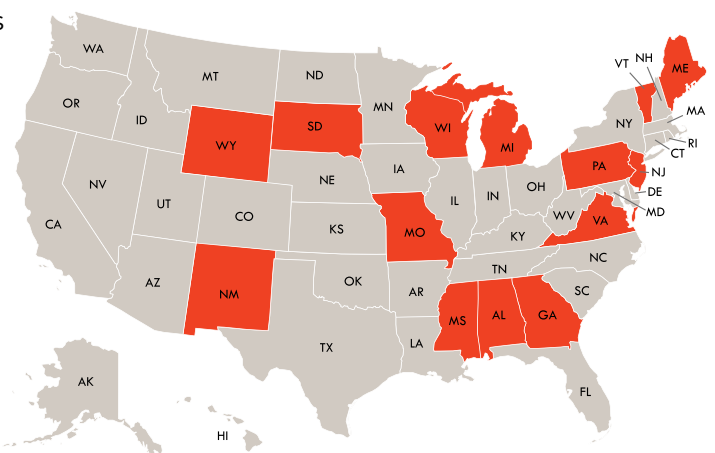 S
WA
VT
NH
ME
MT
ND
OR
MN
MA
ID
SD
WI
NY
WY
MI
RI
CT
IA
PA
NJ
NE
NV
OH
DE
UT
IL
IN
MD
CO
WV
VA
CA
KS
MO
KY
NC
TN
AZ
OK
NM
AR
SC
MS
AL
GA
LA
TX
AK
FL
HI